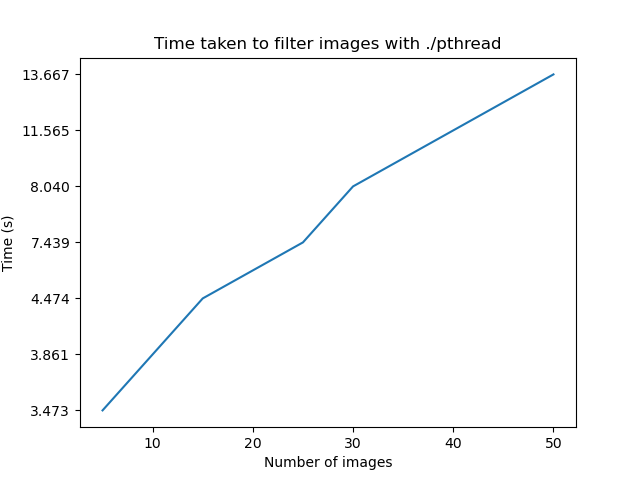 Time taken to filter images with ./pthread
13.667
11.565
8.040
7.439
4.474
3.861
3.473
Time (s)
10 20 30 40 50
Number of images